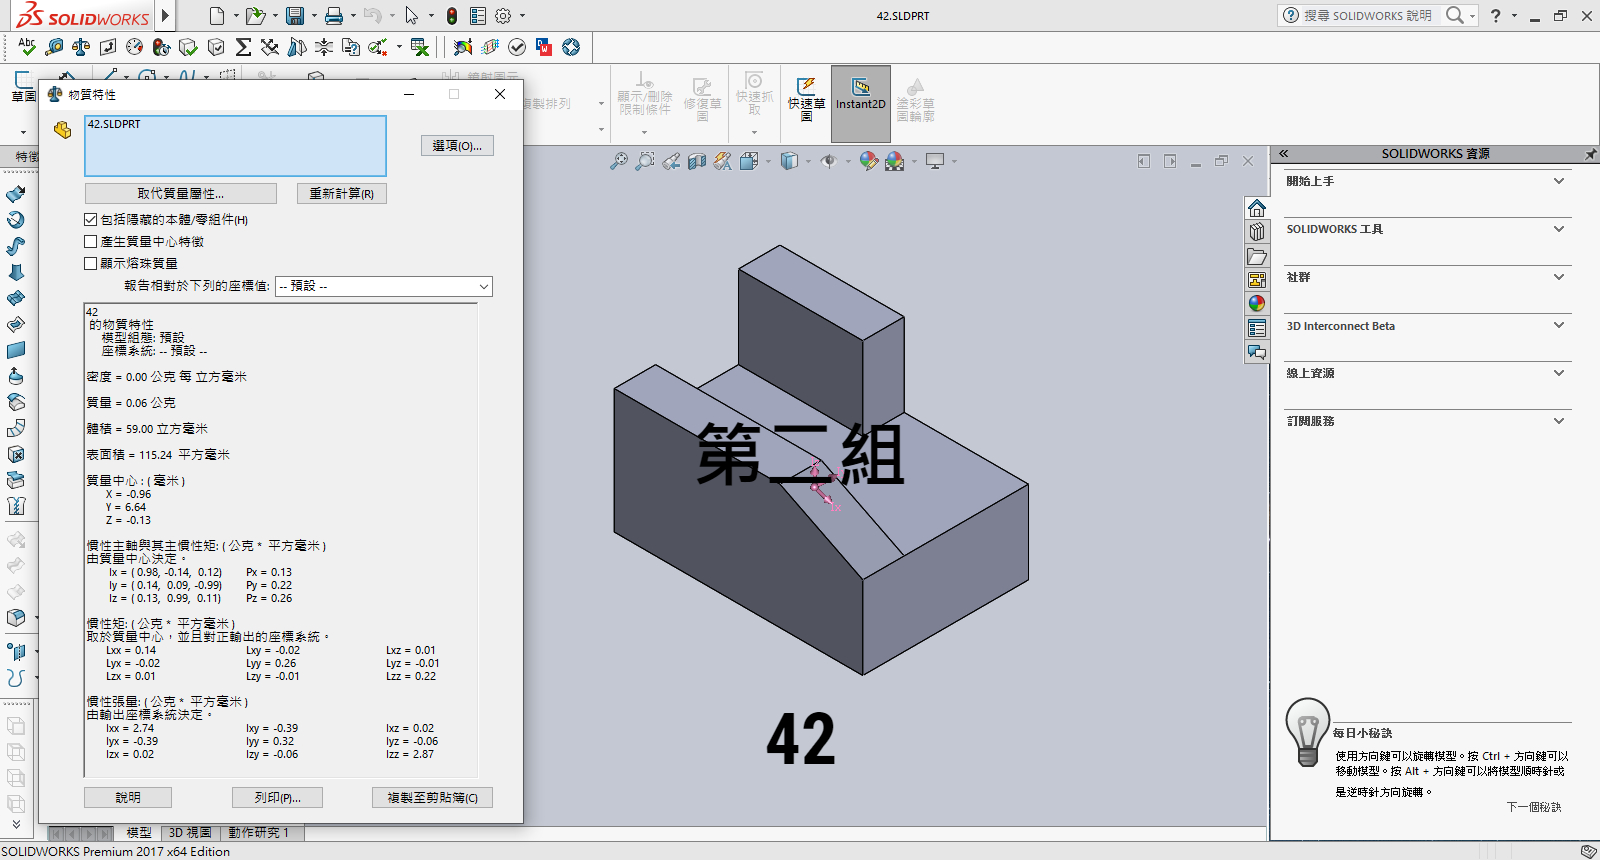 SOLIDWORKS
42.SLDPRT
搜尋 SOLIDWORKS 說明
?
Abc
草圖
鏡射圖元
複製排列
顯示/刪除
限制條件
修復草
圖
快速抓
取
快速草
圖
Instant2D
塗彩草
圖輪廓
特徵
物質特性
42.SLDPRT
選項(O)...
取代質量屬性...
重新計算(R)
包括隱藏的本體/零組件(H)
產生質量中心特徵
顯示熔珠質量
報告相對於下列的座標值:
-- 預設 --
42
的物質特性
模型組態: 預設
座標系統: -- 預設 --
密度 = 0.00 公克 每 立方毫米
質量 = 0.06 公克
體積 = 59.00 立方毫米
表面積 = 115.24 平方毫米
質量中心 : ( 毫米 )
X = -0.96
Y = 6.64
Z = -0.13
慣性主軸與其主慣性矩: ( 公克 * 平方毫米 )
由質量中心決定。
Ix = ( 0.98, -0.14, 0.12) Px = 0.13
Iy = ( 0.14, 0.09, -0.99) Py = 0.22
Iz = ( 0.13, 0.99, 0.11) Pz = 0.26
慣性矩: ( 公克 * 平方毫米 )
取於質量中心，並且對正輸出的座標系統。
Lxx = 0.14 Lxy = -0.02 Lxz = 0.01
Lyx = -0.02 Lyy = 0.26 Lyz = -0.01
Lzx = 0.01 Lzy = -0.01 Lzz = 0.22
慣性張量: ( 公克 * 平方毫米 )
由輸出座標系統決定。
Ixx = 2.74 Ixy = -0.39 Ixz = 0.02
Iyx = -0.39 Iyy = 0.32 Iyz = -0.06
Izx = 0.02 Izy = -0.06 Izz = 2.87
說明
列印(P)...
複製至剪貼簿(C)
第二組
42
SOLIDWORKS 資源
開始上手
SOLIDWORKS 工具
社群
3D Interconnect Beta
線上資源
訂閱服務
每日小秘訣
使用方向鍵可以旋轉模型。按 Ctrl + 方向鍵可以
移動模型。按 Alt + 方向鍵可以將模型順時針或
是逆時針方向旋轉。
下一個秘訣
模型
3D 視圖
動作研究 1
SOLIDWORKS Premium 2017 x64 Edition